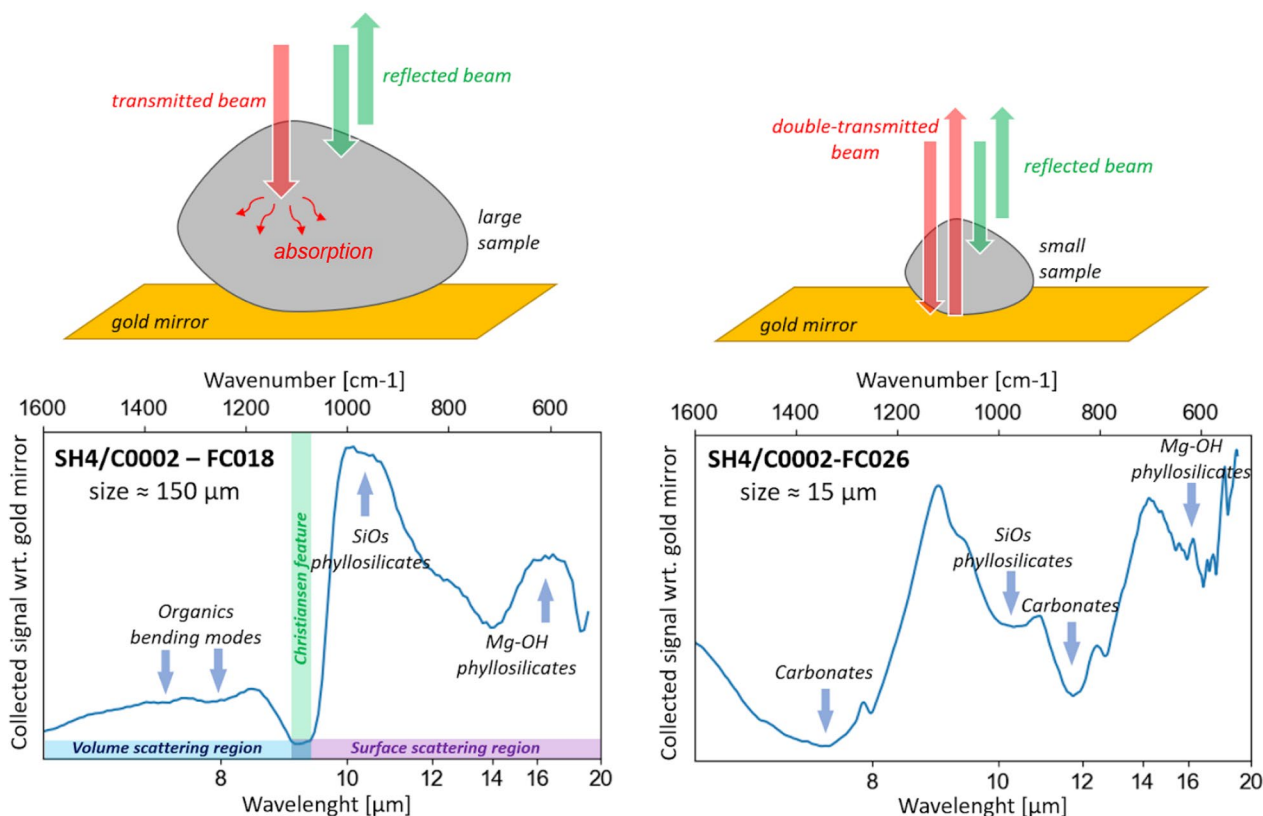 transmitted beam
reflected beam
absorption
large
sample
gold mirror
double-transmitted
beam
reflected beam
small
sample
gold mirror
Wavenumber [cm-1]
1600 1400 1200 1000 800 600
Collected signal wrt. gold mirror
SH4/C0002 – FC018
size ≈ 150 µm
Christiansen feature
SiOs
phyllosilicates
Organics
bending modes
Mg-OH
phyllosilicates
Volume scattering region
Surface scattering region
8 10 12 14 16 20
Wavelenght [µm]
Wavenumber [cm-1]
1600 1400 1200 1000 800 600
Collected signal wrt. gold mirror
SH4/C0002-FC026
size ≈ 15 µm
Mg-OH
phyllosilicates
SiOs
phyllosilicates
Carbonates
Carbonates
8 10 12 14 16 20
Wavelenght [µm]